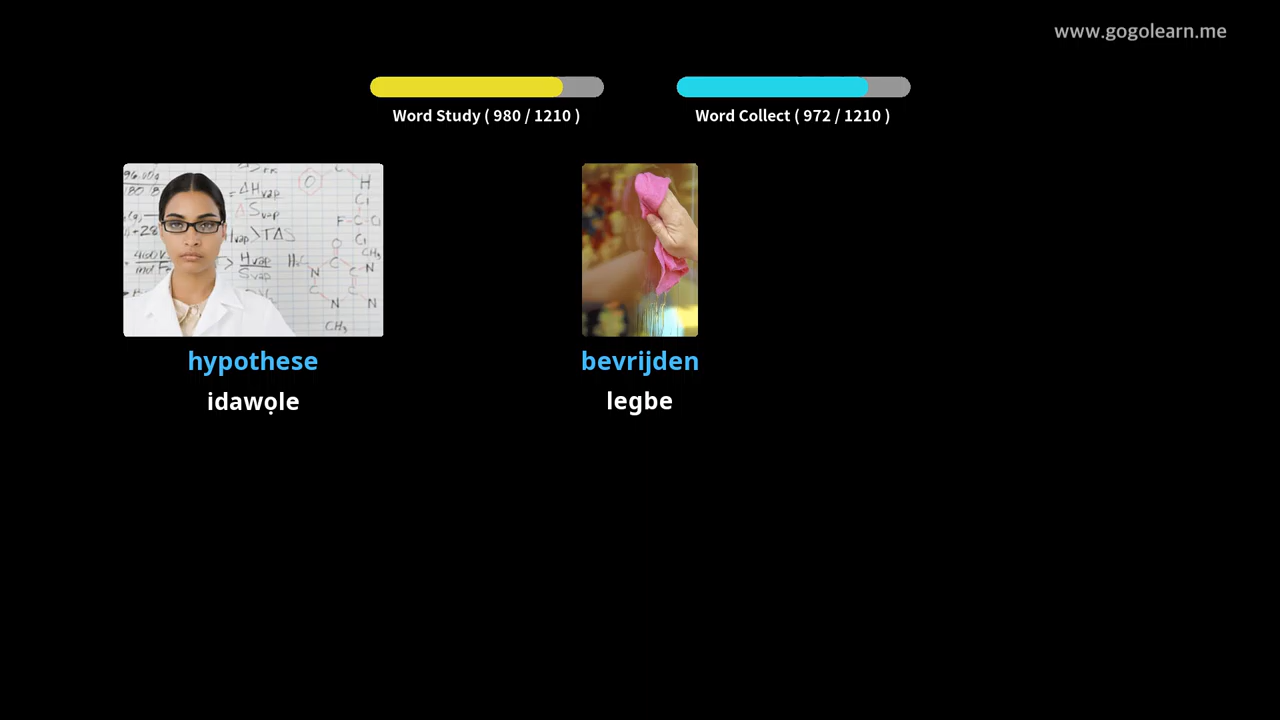 www.gogolearn.me
Word Study ( 980 / 1210 )
Word Collect ( 972 / 1210 )
hypothese
idawọle
bevrijden
legbe